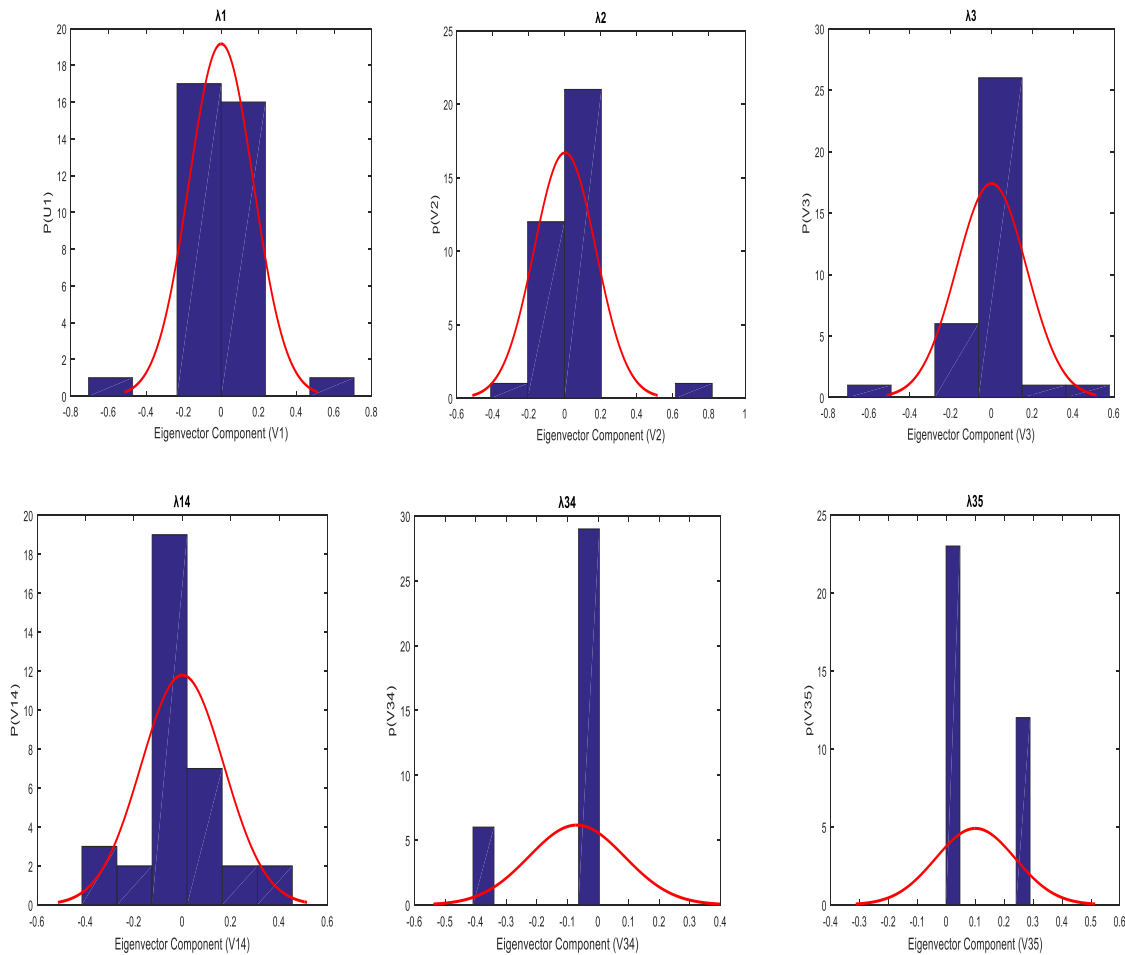 λ1
20
18
16
14
12
10
8
6
4
2
0
P(U1)
-0.8 -0.6 -0.4 -0.2 0 0.2 0.4 0.6 0.8
Eigenvector Component (V1)
λ2
25
20
15
10
5
0
p(V2)
-0.6 -0.4 -0.2 0 0.2 0.4 0.6 0.8 1
Eigenvector Component (V2)
λ3
30
25
20
15
10
5
0
P(V3)
-0.8 -0.6 -0.4 -0.2 0 0.2 0.4 0.6
Eigenvector Component (V3)
λ14
20
18
16
14
12
10
8
6
4
2
0
P(V14)
-0.6 -0.4 -0.2 0 0.2 0.4 0.6
Eigenvector Component (V14)
λ34
30
25
20
15
10
5
0
p(V34)
-0.6 -0.5 -0.4 -0.3 -0.2 -0.1 0 0.1 0.2 0.3 0.4
Eigenvector Component (V34)
λ35
25
20
15
10
5
0
p(V35)
-0.4 -0.3 -0.2 -0.1 0 0.1 0.2 0.3 0.4 0.5 0.6
Eigenvector Component (V35)